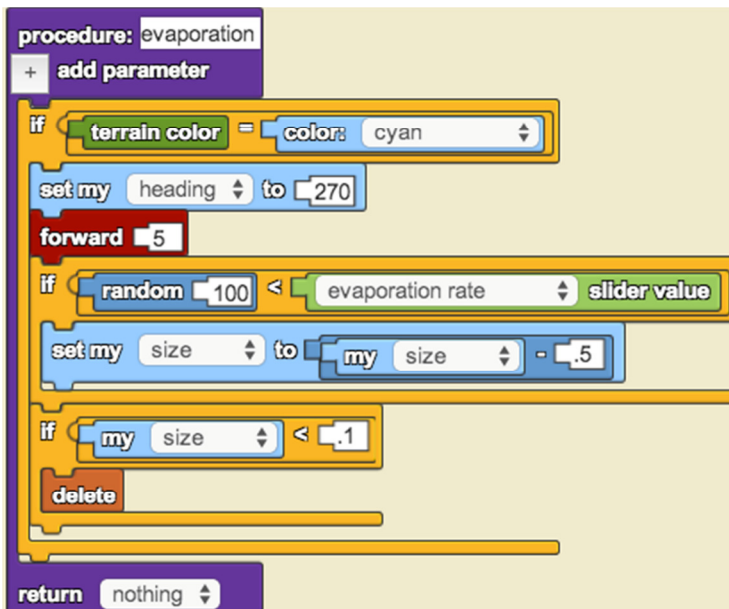 procedure: evaporation
+ add parameter
if terrain color = color: cyan
set my heading to 270
forward 5
if random 100 < evaporation rate slider value
set my size to my size - .5
if my size < .1
delete
return nothing